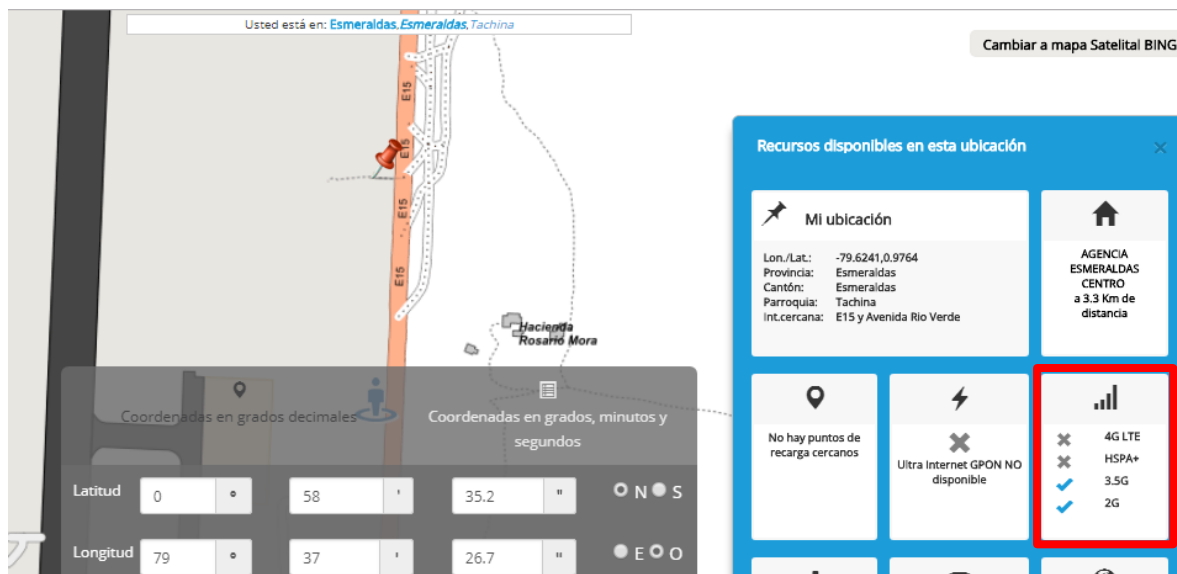 Usted está en: Esmeraldas,Esmeraldas,Tachina
Cambiar a mapa Satelital BING
E15
E15
E15
E15
Hacienda
Rosario Mora
Recursos disponibles en esta ubicación
×
Mi ubicación
Lon./Lat.: -79.6241,0.9764
Provincia: Esmeraldas
Cantón: Esmeraldas
Parroquia: Tachina
Int.cercana: E15 y Avenida Rio Verde
AGENCIA
ESMERALDAS
CENTRO
a 3.3 Km de
distancia
No hay puntos de
recarga cercanos
Ultra Internet GPON NO
disponible
4G LTE
HSPA+
3.5G
2G
Coordenadas en grados decimales
Coordenadas en grados, minutos y
segundos
Latitud 0 ° 58 ' 35.2 " N S
Longitud 79 ° 37 ' 26.7 " E O